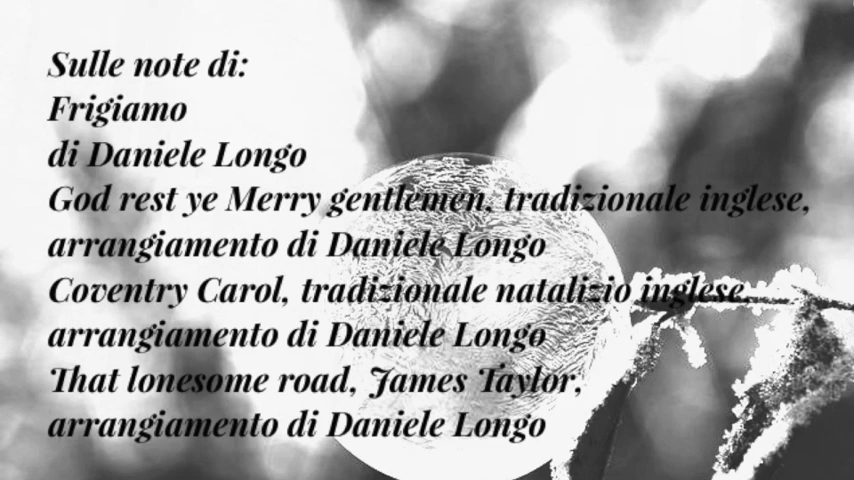 Sulle note di:
Frigiamo
di Daniele Longo
God rest ye Merry gentlemen, tradizionale inglese,
arrangiamento di Daniele Longo
Coventry Carol, tradizionale natalizio inglese,
arrangiamento di Daniele Longo
That lonesome road, James Taylor,
arrangiamento di Daniele Longo